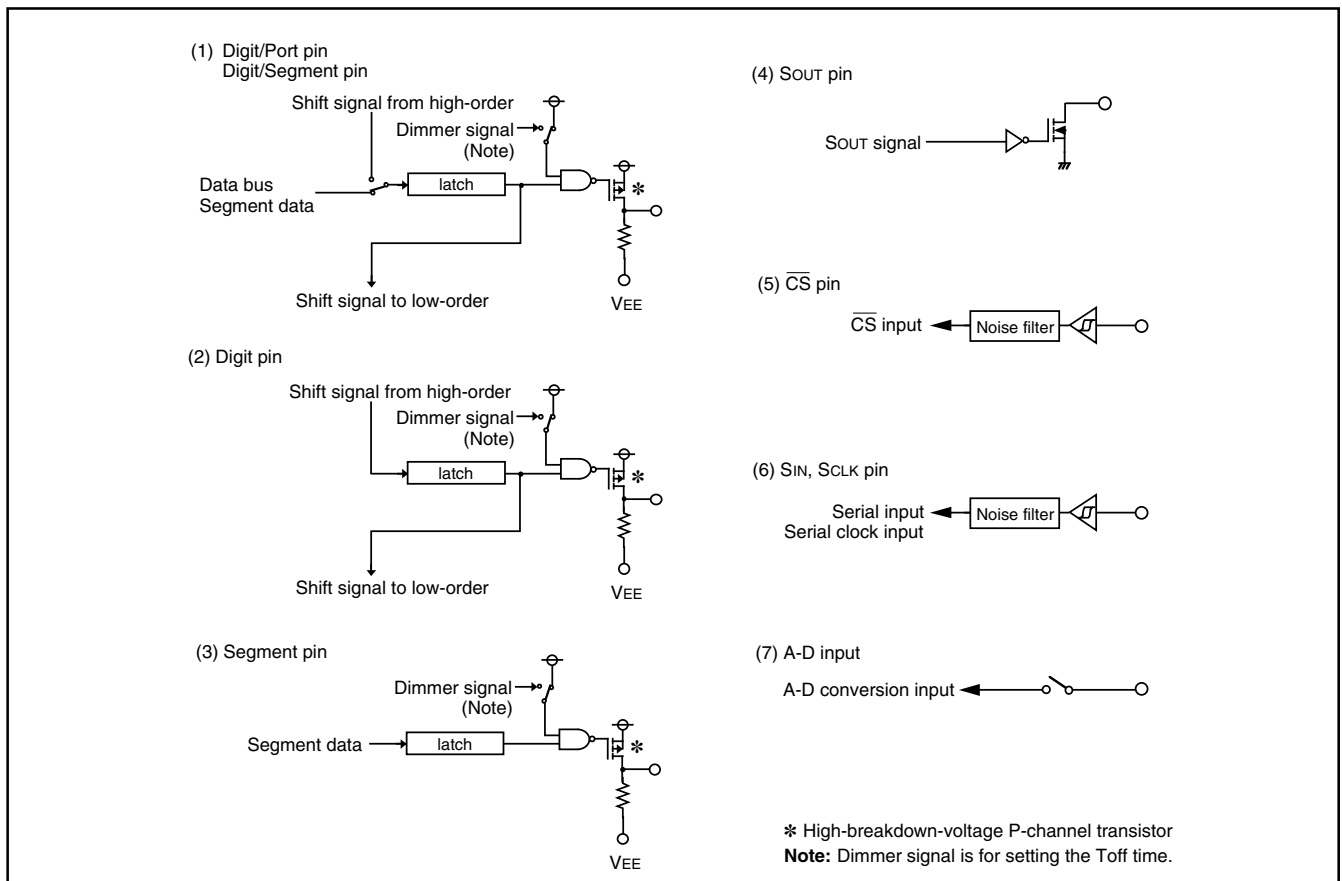 (1) Digit/Port pin
Digit/Segment pin
Shift signal from high-order
Dimmer signal
(Note)
Data bus
Segment data
latch
*
Shift signal to low-order
VEE
(2) Digit pin
Shift signal from high-order
Dimmer signal
(Note)
latch
*
Shift signal to low-order
VEE
(3) Segment pin
Dimmer signal
(Note)
Segment data
latch
*
VEE
(4) SOUT pin
SOUT signal
(5) C̅S̅ pin
C̅S̅ input
Noise filter
(6) SIN, SCLK pin
Serial input
Serial clock input
Noise filter
(7) A-D input
A-D conversion input
* High-breakdown-voltage P-channel transistor
Note: Dimmer signal is for setting the Toff time.